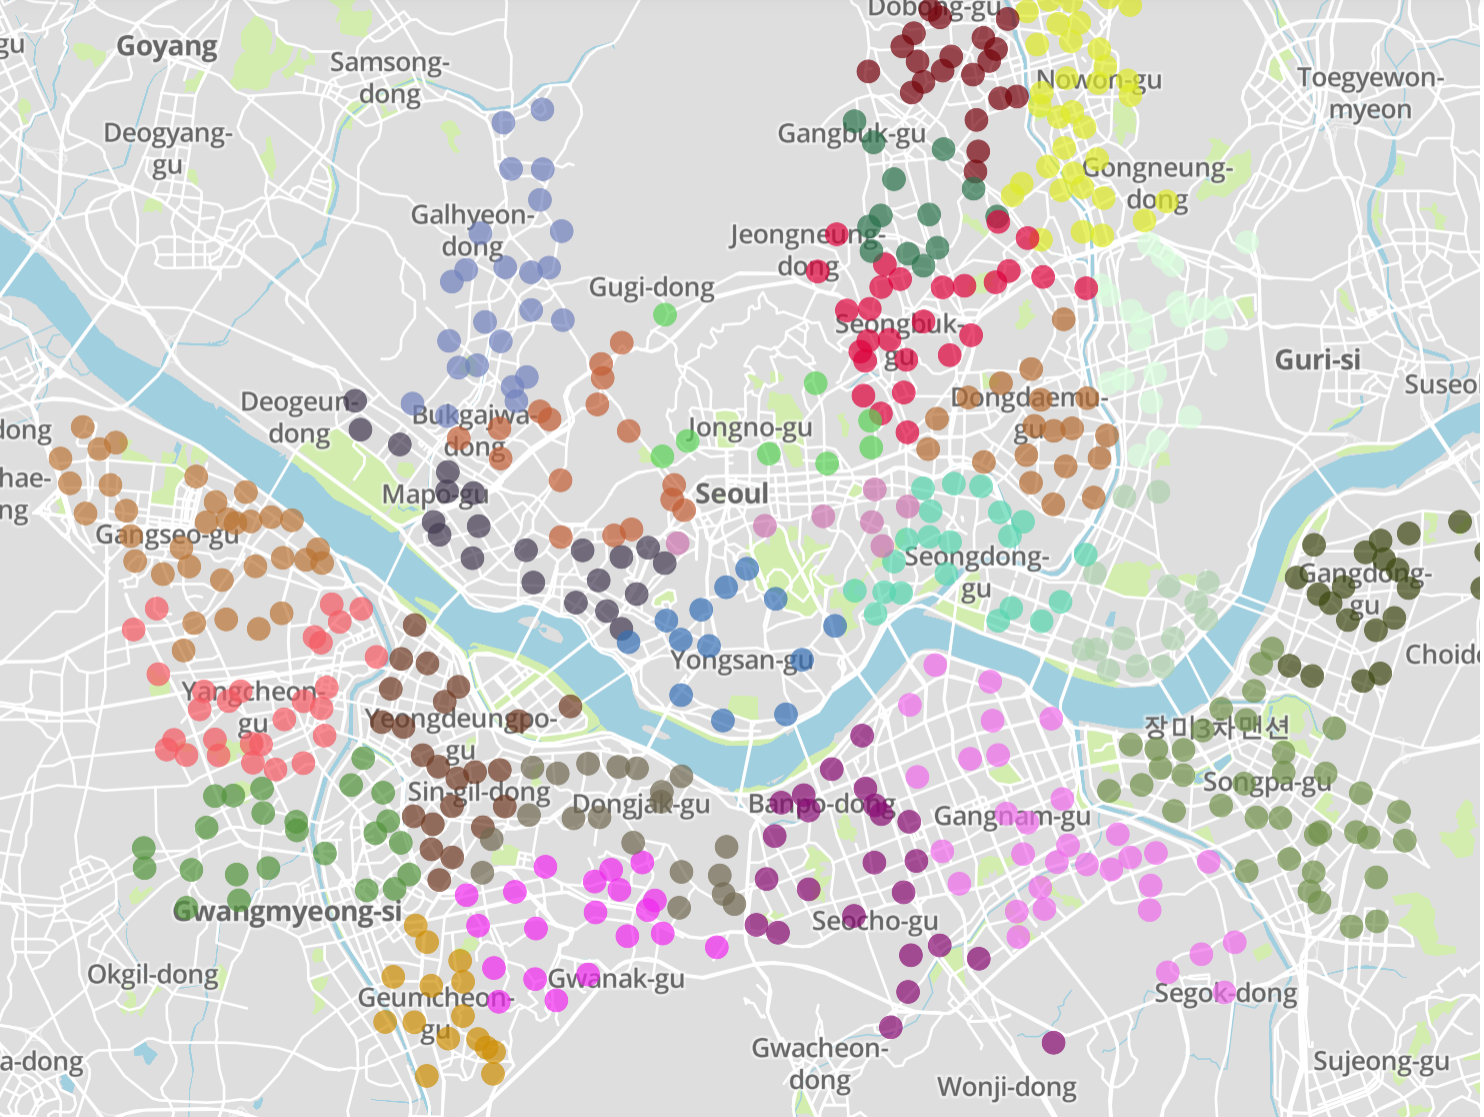 Dobong-gu
gu
Goyang
Samsong-
dong
Nowon-gu
Toegyewon-
myeon
Deogyang-
gu
Gangbuk-gu
Gongneung-
dong
Galhyeon-
dong
Jeongneung-
dong
Gugi-dong
Seongbuk-
gu
Guri-si
Deogeun-
dong
Bukgajwa-
dong
Dongdaemu-
gu
Jongno-gu
dong
hae-
ng
Mapo-gu
Seoul
Gangseo-gu
Seongdong-
gu
Gangdong-
gu
Yongsan-gu
Yangcheon-
gu
Yeongdeungpo-
gu
장미3차맨션
Sin-gil-dong
Dongjak-gu
Banpo-dong
Gangnam-gu
Songpa-gu
Gwangmyeong-si
Seocho-gu
Okgil-dong
Gwanak-gu
Geumcheon-
gu
Segok-dong
a-dong
Gwacheon-
dong
Wonji-dong
Sujeong-gu